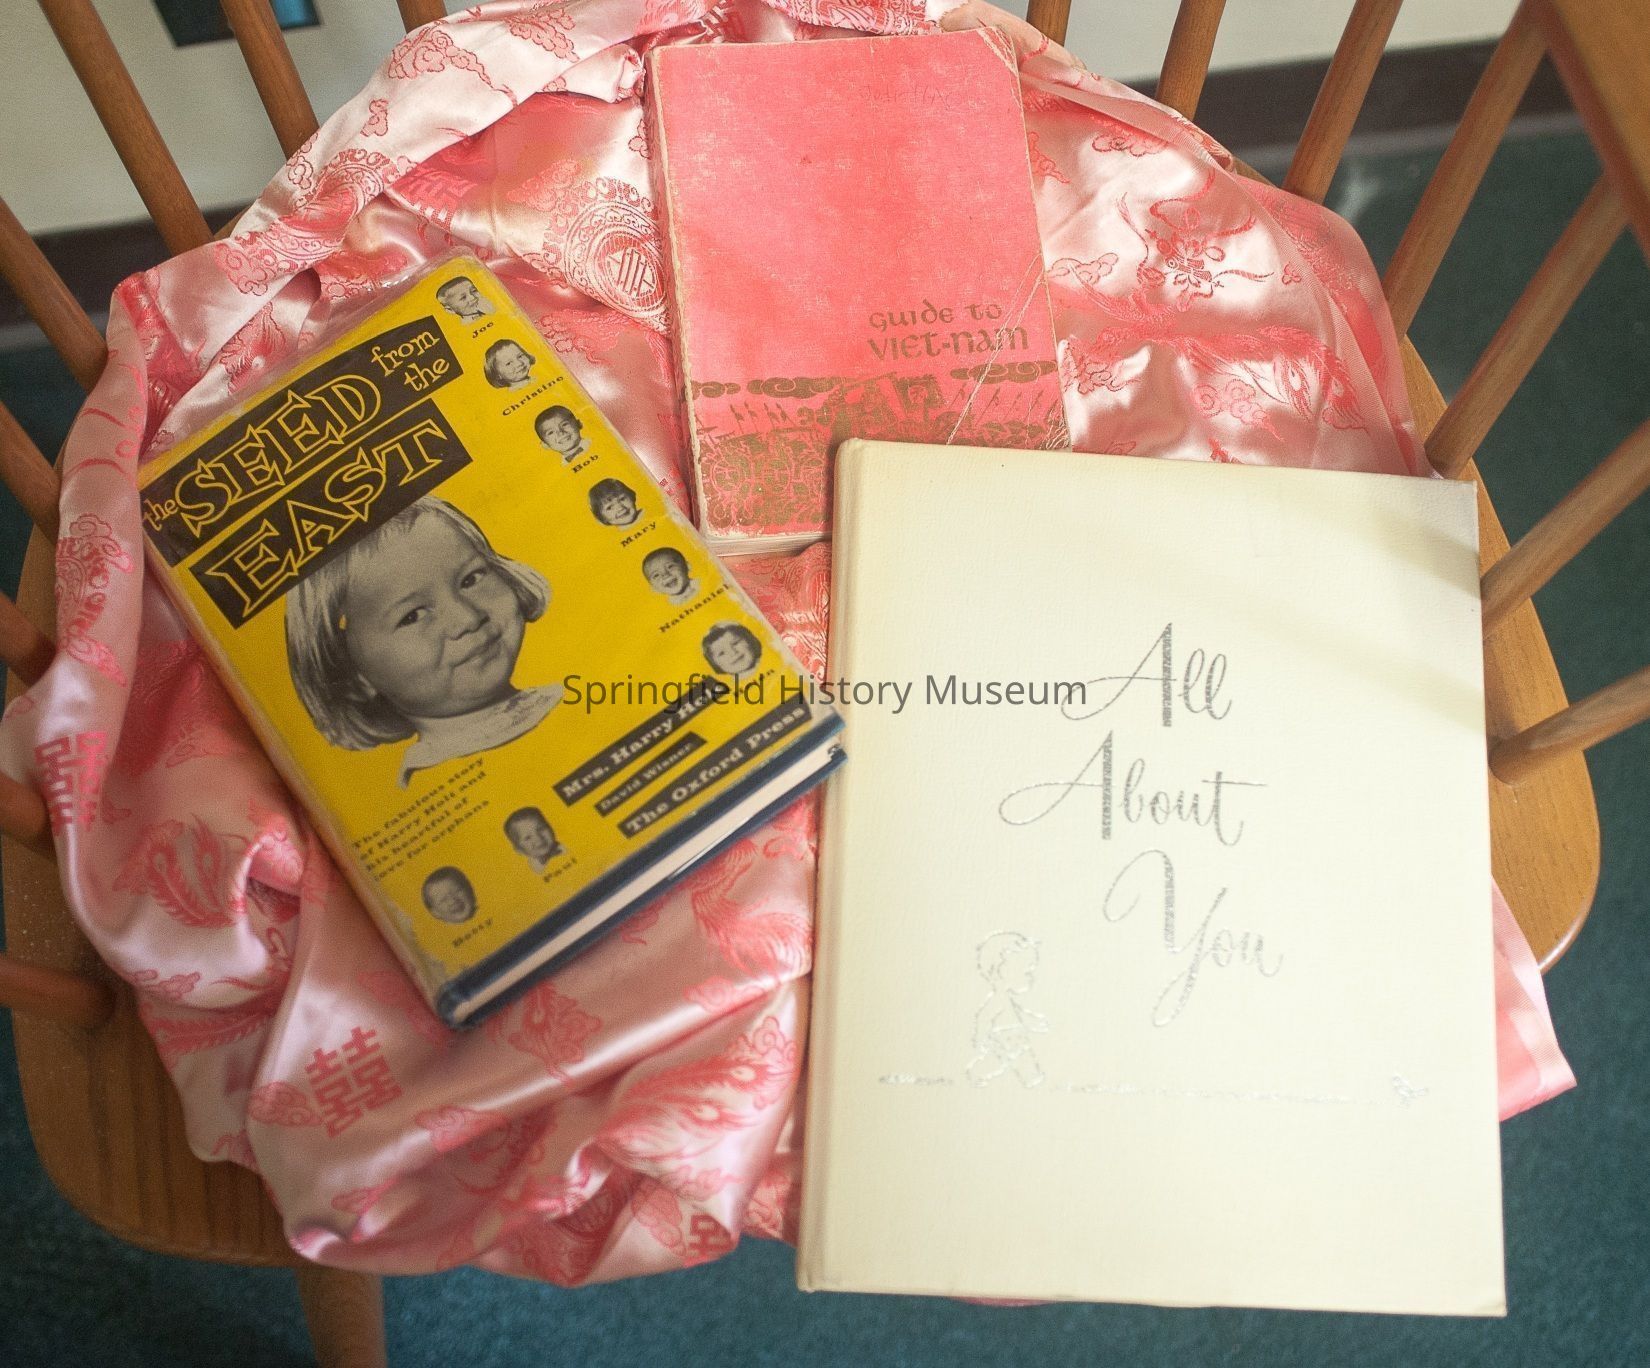 GUIDE TO
VIET-NAM
the SEED from the
EAST
Joe
Christine
Bob
Mary
Nathaniel
Mrs. Harry
David Wisner
The Oxford Press
The fabulous story
of Harry Holt and
his heartful of
love for orphans
Paul
Betty
Springfield History Museum
All
About
You
喜